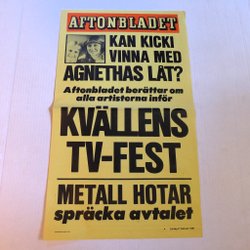 AFTONBLADET
KAN KICKI
VINNA MED
AGNETHAS LÅT?
Aftonbladet berättar om
alla artisterna inför
KVÄLLENS
TV-FEST
METALL HOTAR
spräcka avtalet